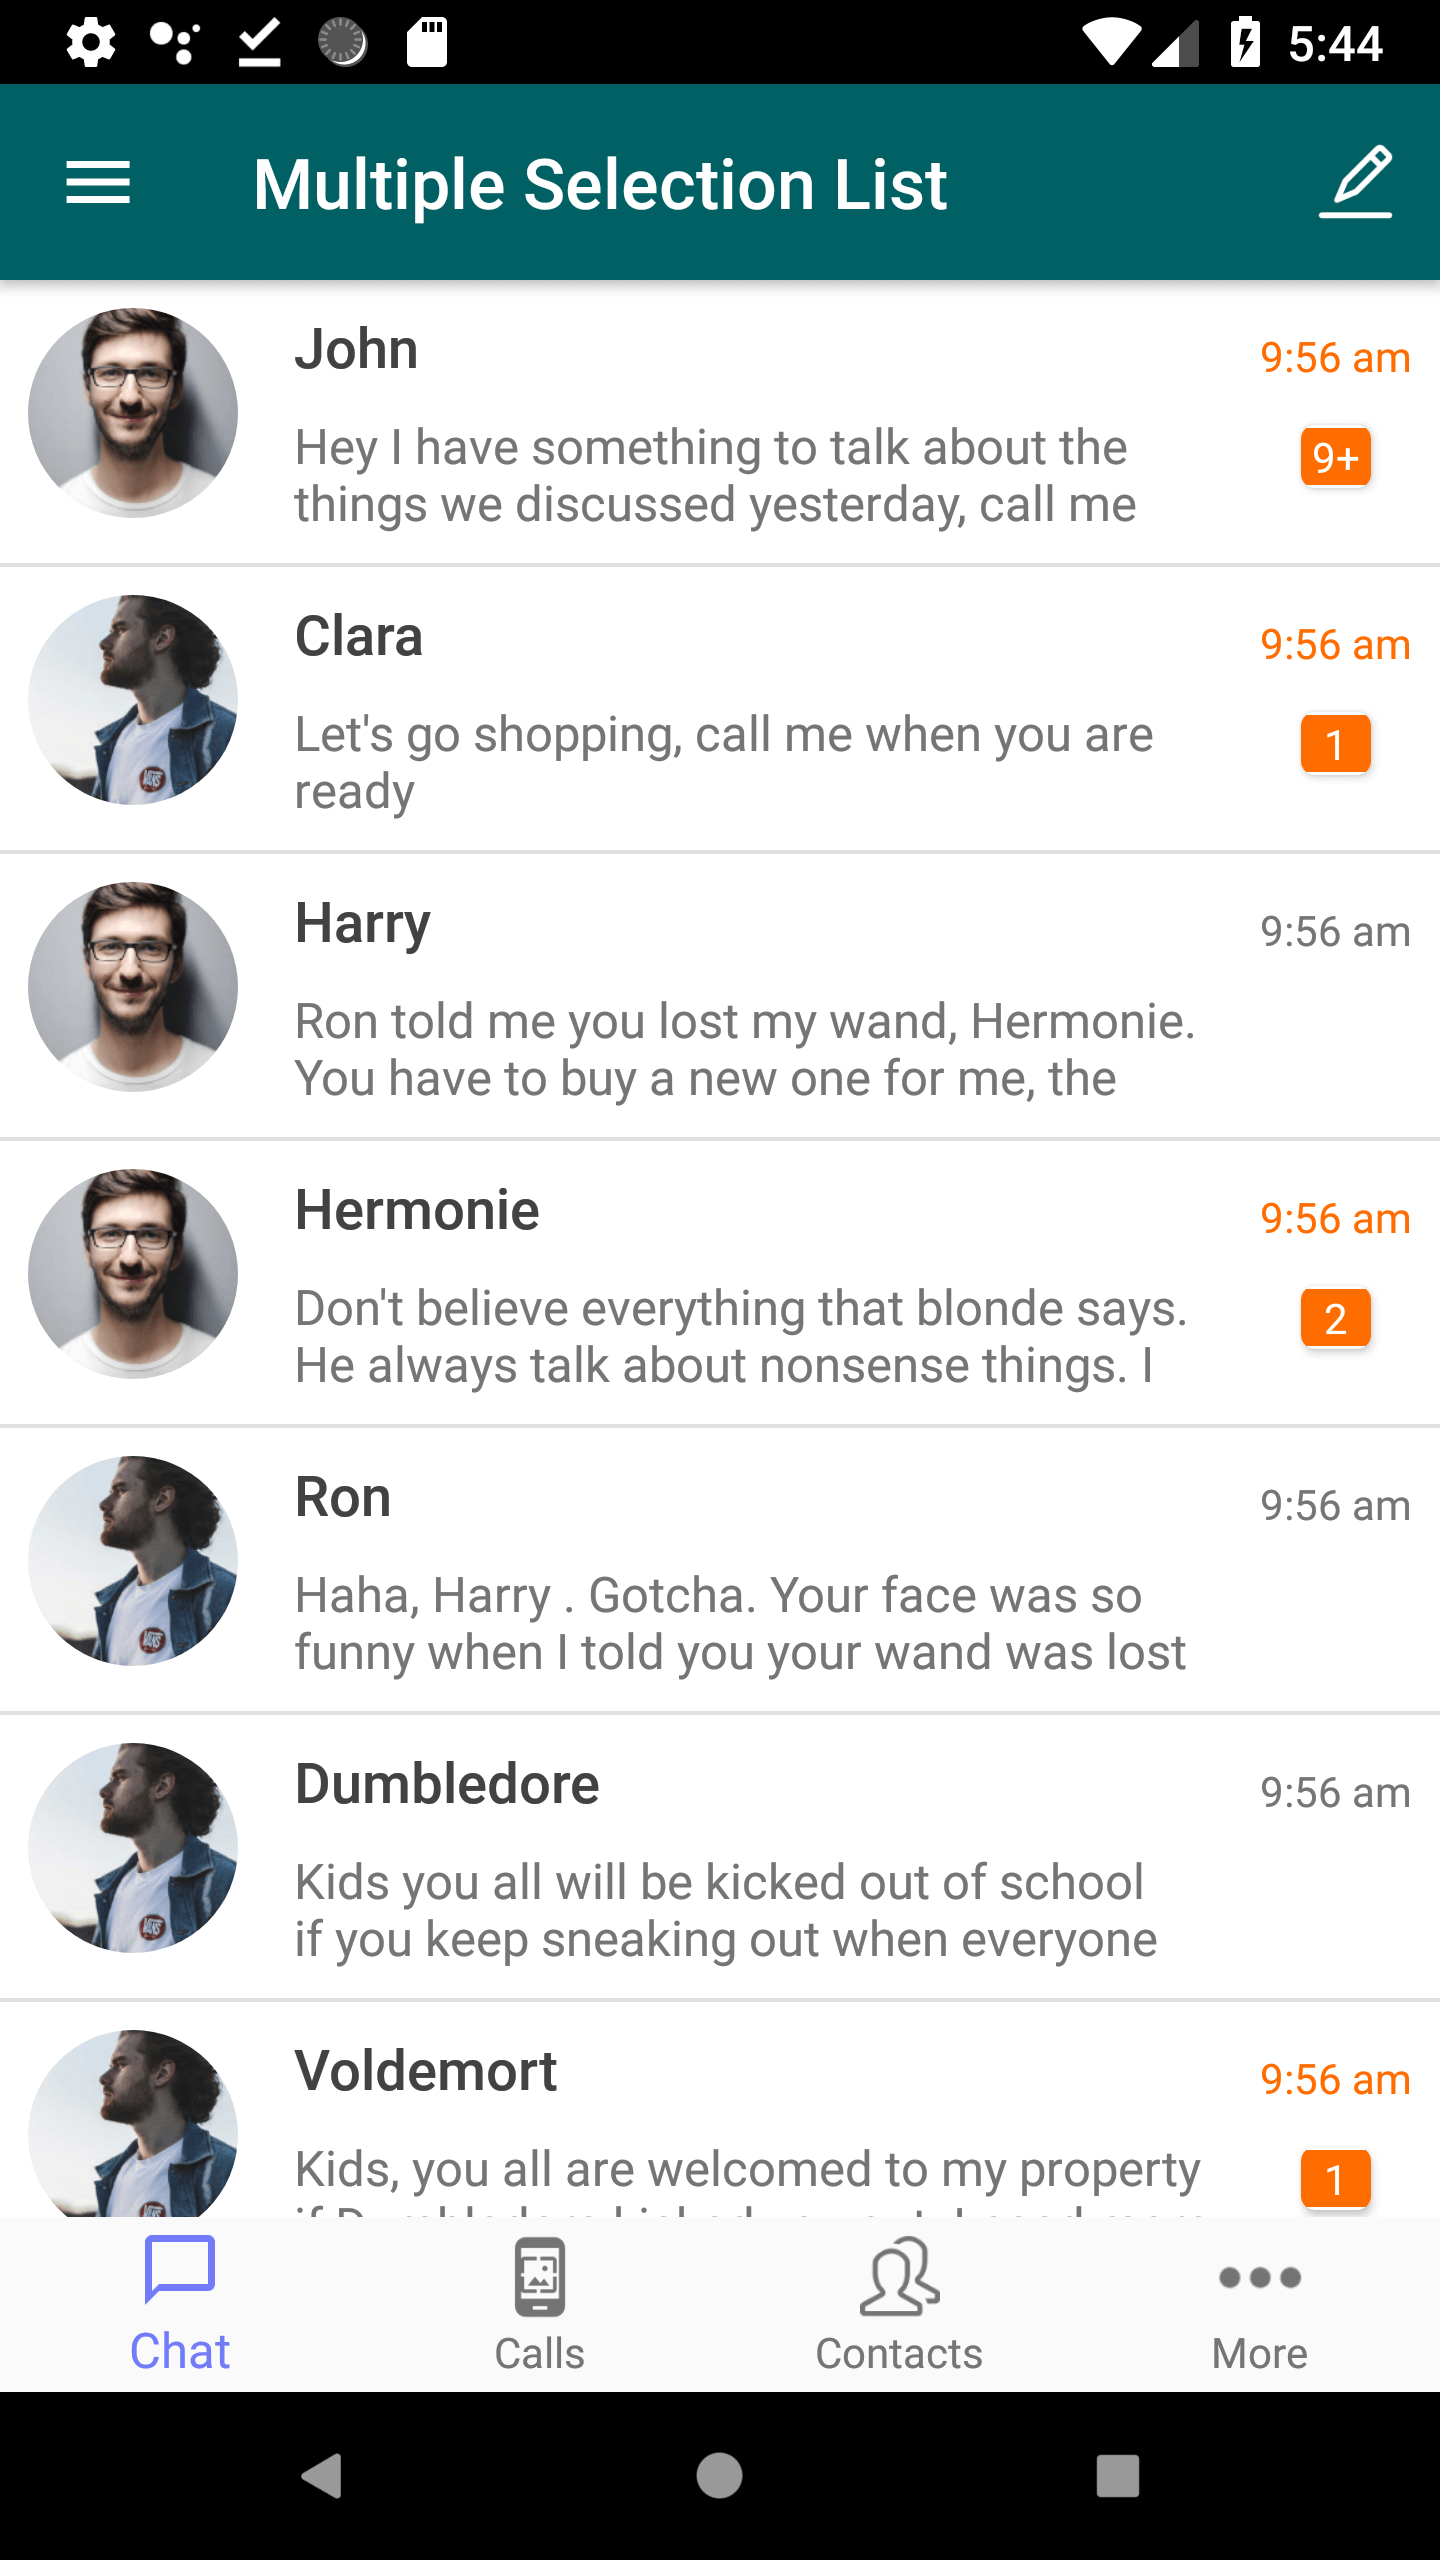 5:44
Multiple Selection List
John
9:56 am
Hey I have something to talk about the
9+
things we discussed yesterday, call me
Clara
9:56 am
Let's go shopping, call me when you are
1
ready
Harry
9:56 am
Ron told me you lost my wand, Hermonie.
You have to buy a new one for me, the
Hermonie
9:56 am
Don't believe everything that blonde says.
2
He always talk about nonsense things. I
Ron
9:56 am
Haha, Harry . Gotcha. Your face was so
funny when I told you your wand was lost
Dumbledore
9:56 am
Kids you all will be kicked out of school
if you keep sneaking out when everyone
Voldemort
9:56 am
Kids, you all are welcomed to my property
1
Chat
Calls
Contacts
More